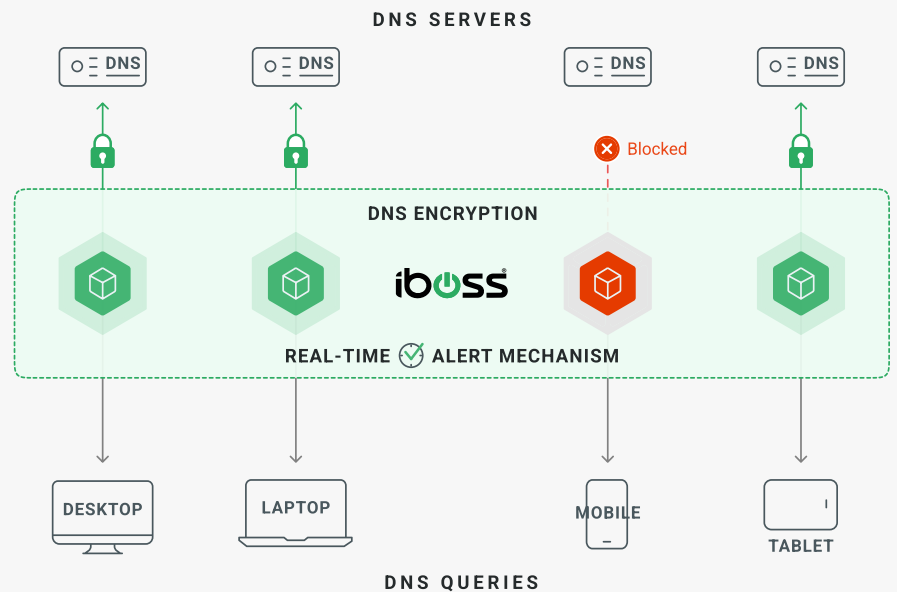 DNS SERVERS
DNS DNS DNS DNS
Blocked
DNS ENCRYPTION
iboss®
REAL-TIME ALERT MECHANISM
DESKTOP LAPTOP MOBILE
TABLET
DNS QUERIES